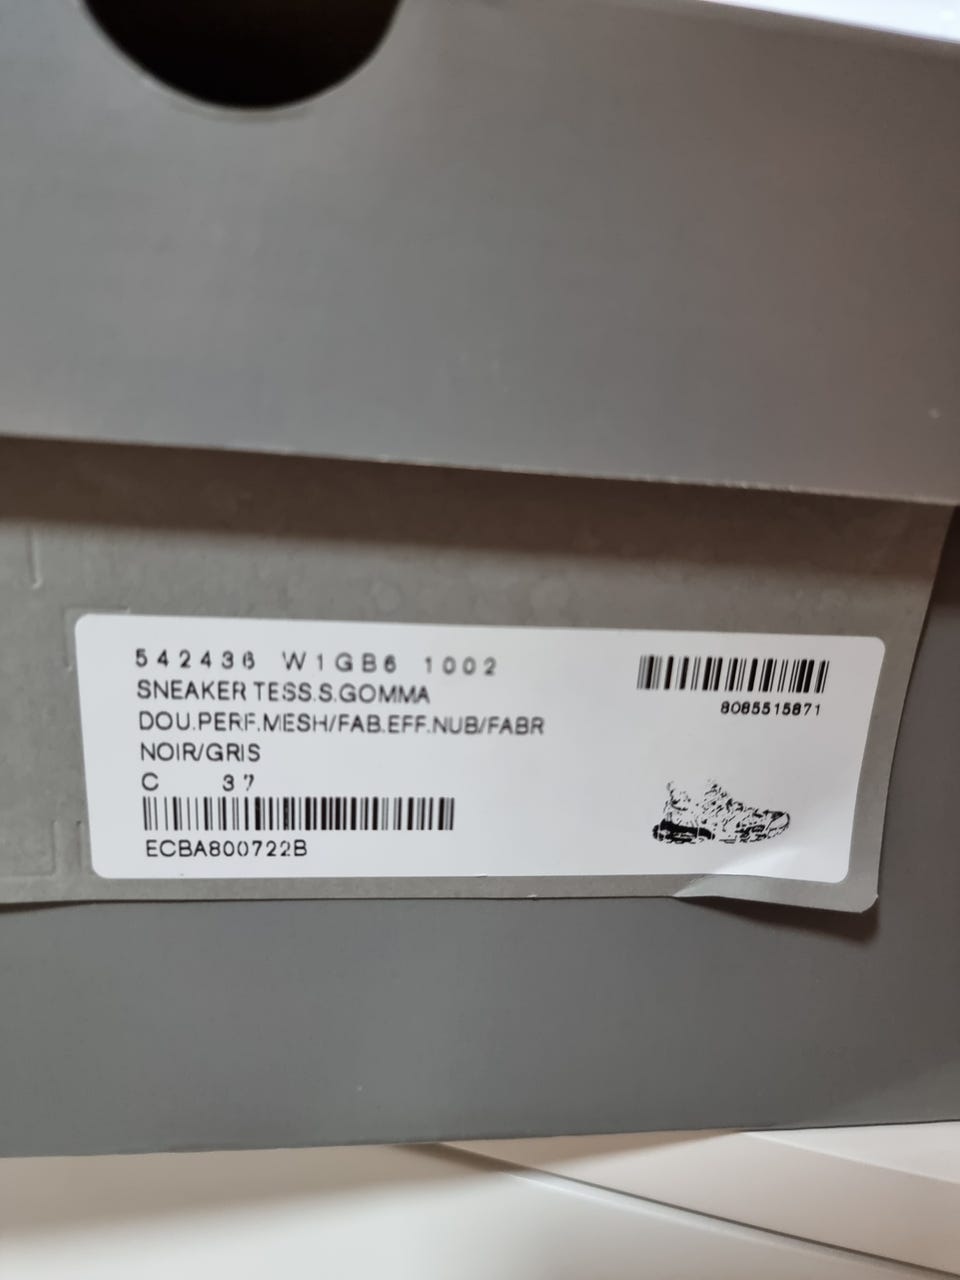 542436 W1GB6 1002
SNEAKER TESS.S.GOMMA
DOU.PERF.MESH/FAB.EFF.NUB/FABR
NOIR/GRIS
C 37
ECBA800722B
8085515871